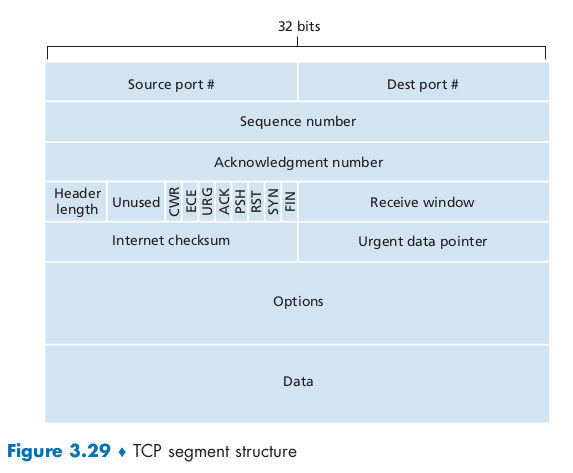 32 bits
Source port #
Dest port #
Sequence number
Acknowledgment number
Header
length
Unused
CWR
ECE
URG
ACK
PSH
RST
SYN
FIN
Receive window
Internet checksum
Urgent data pointer
Options
Data
Figure 3.29 ♦ TCP segment structure